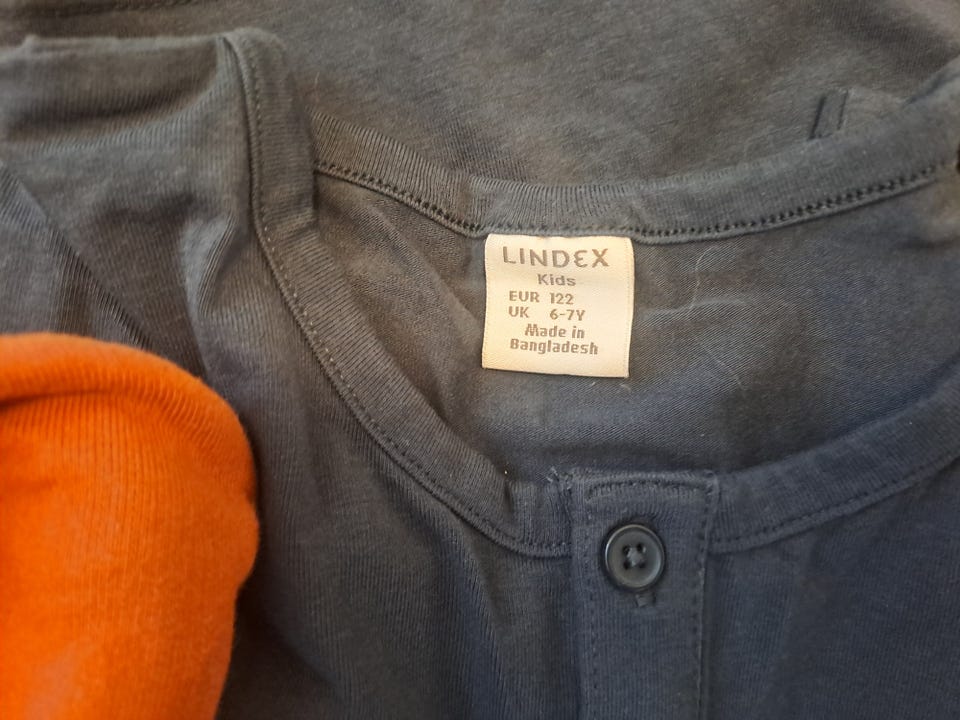 LINDEX
Kids
EUR 122
UK 6-7Y
Made in
Bangladesh